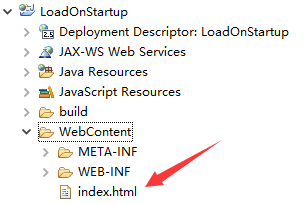 LoadOnStartup
Deployment Descriptor: LoadOnStartup
JAX-WS Web Services
Java Resources
JavaScript Resources
build
WebContent
META-INF
WEB-INF
index.html